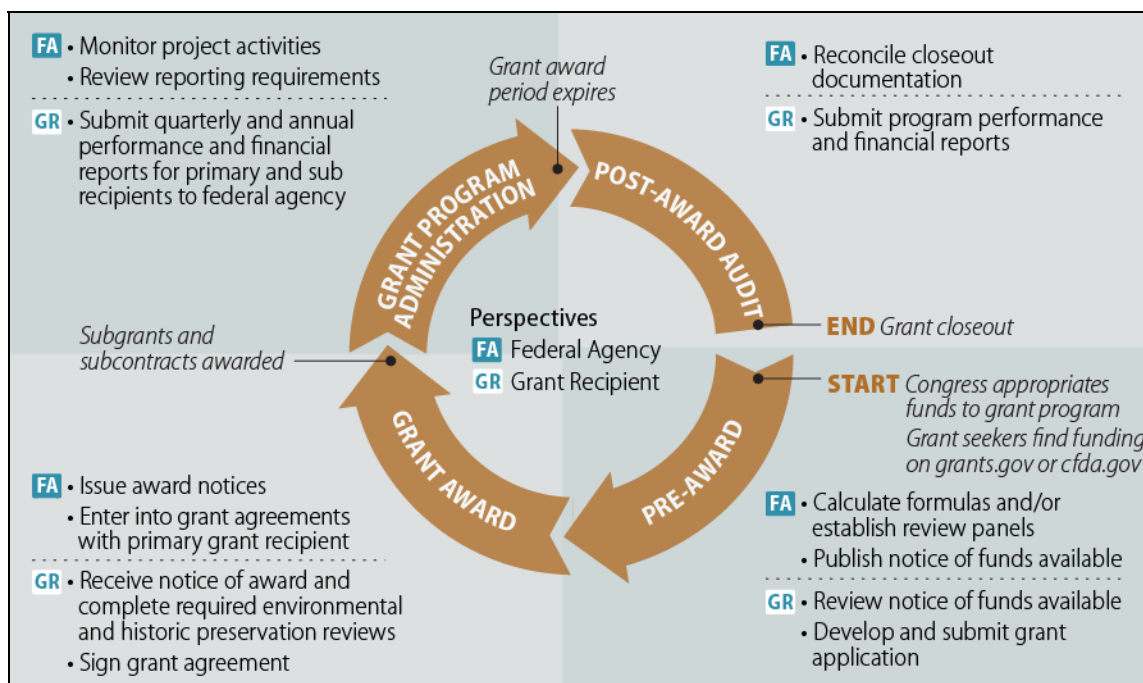 FA • Monitor project activities
• Review reporting requirements
GR • Submit quarterly and annual
performance and financial
reports for primary and sub
recipients to federal agency
Grant award
period expires
FA • Reconcile closeout
documentation
GR • Submit program performance
and financial reports
GRANT PROGRAM
ADMINISTRATION
POST-AWARD AUDIT
Subgrants and
subcontracts awarded
Perspectives
FA Federal Agency
GR Grant Recipient
END Grant closeout
START Congress appropriates
funds to grant program
Grant seekers find funding
on grants.gov or cfda.gov
GRANT AWARD
PRE-AWARD
FA • Issue award notices
• Enter into grant agreements
with primary grant recipient
GR • Receive notice of award and
complete required environmental
and historic preservation reviews
• Sign grant agreement
FA • Calculate formulas and/or
establish review panels
• Publish notice of funds available
GR • Review notice of funds available
• Develop and submit grant
application